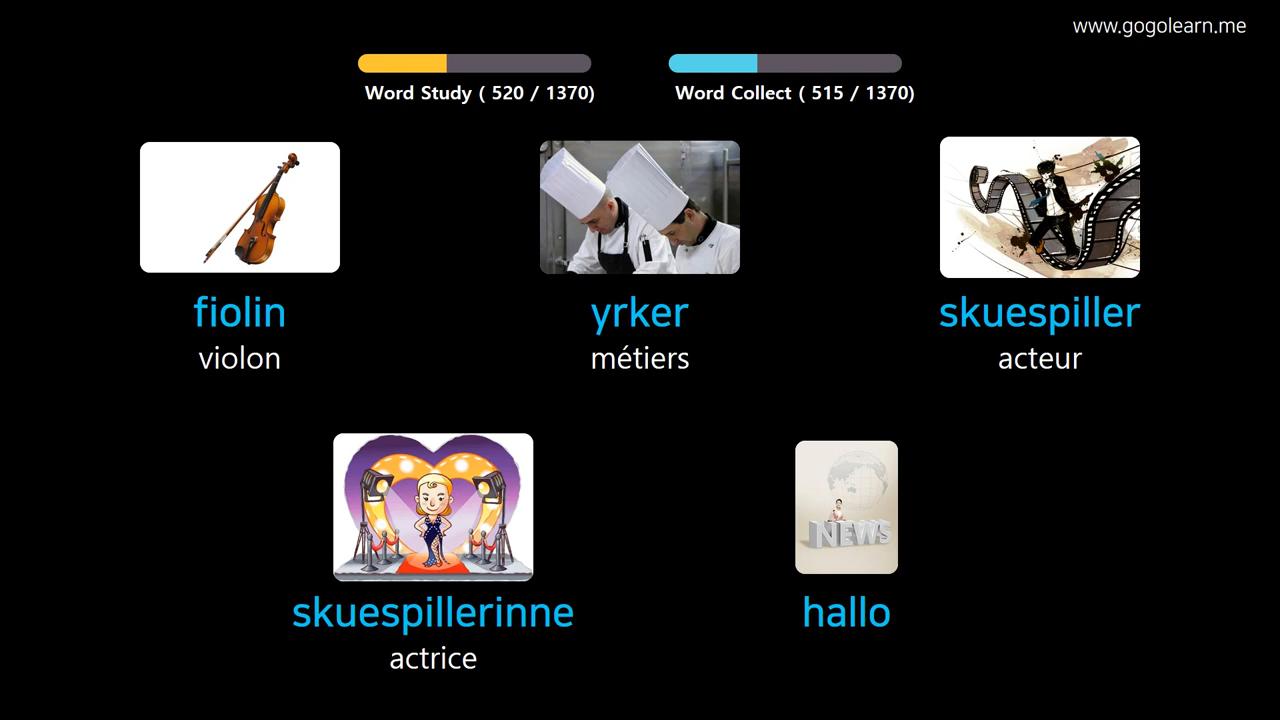 www.gogolearn.me
Word Study ( 520 / 1370)
Word Collect ( 515 / 1370)
fiolin
violon
yrker
métiers
skuespiller
acteur
skuespillerinne
actrice
NEWS
hallo